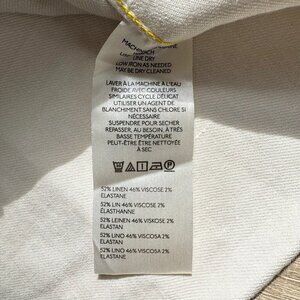 LINE DRY
LOW IRON AS NEEDED
MAY BE DRY CLEANED
LAVER À LA MACHINE À L'EAU
FROIDE AVEC COULEURS
SIMILAIRES CYCLE DÉLICAT
UTILISER UN AGENT DE
BLANCHIMENT SANS CHLORE SI
NÉCESSAIRE
SUSPENDRE POUR SÉCHER
REPASSER, AU BESOIN, À TRÈS
BASSE TEMPÉRATURE
PEUT-ÊTRE ÊTRE NETTOYÉE
À SEC
52% LINEN 46% VISCOSE 2%
ELASTANE
52% LIN 46% VISCOSE 2%
ÉLASTHANNE
52% LEINEN 46% VISKOSE 2%
ELASTAN
52% LINO 46% VISCOSA 2%
ELASTAN
52% LINO 46% VISCOSA 2%
ELASTANE